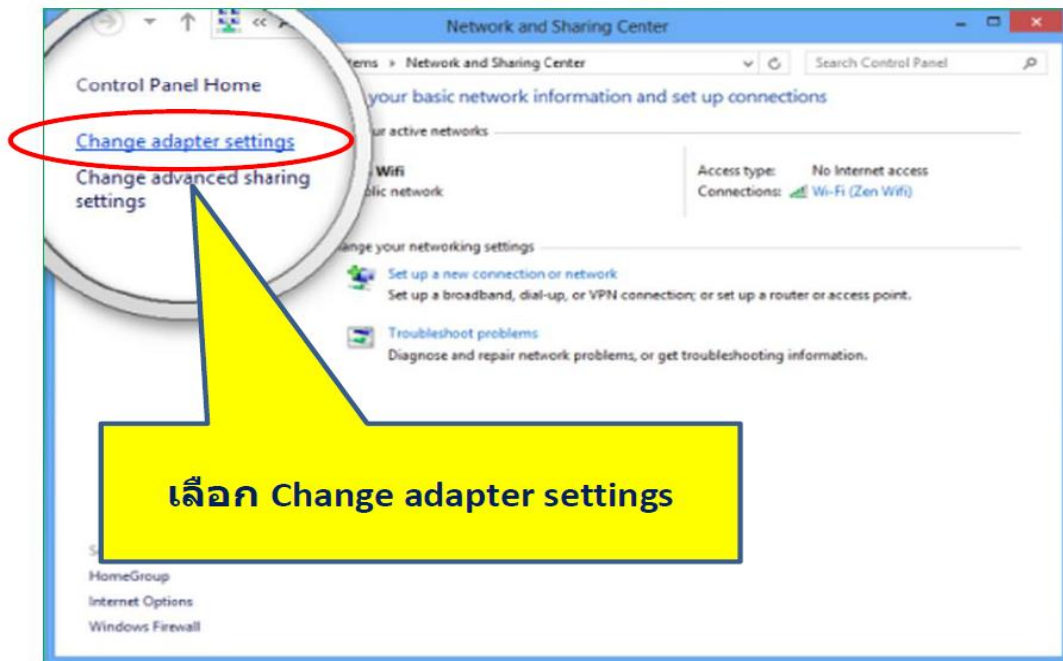 Network and Sharing Center
Network and Sharing Center
Search Control Panel
Control Panel Home
Change adapter settings
Change advanced sharing
settings
your basic network information and set up connections
active networks
Wifi
network
Access type: No Internet access
Connections: Wi-Fi (Zen Wifi)
your networking settings
Set up a new connection or network
Set up a broadband, dial-up, or VPN connection; or set up a router or access point.
Troubleshoot problems
Diagnose and repair network problems, or get troubleshooting information.
เลือก Change adapter settings
HomeGroup
Internet Options
Windows Firewall